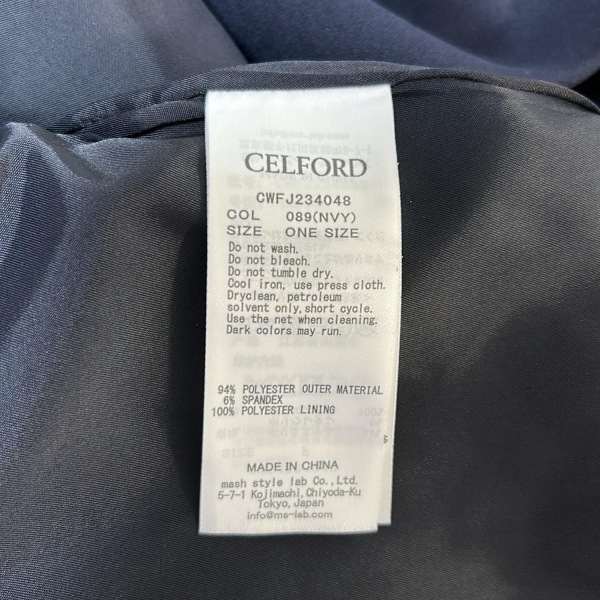 CELFORD
CWFJ234048
COL 089(NVY)
SIZE ONE SIZE
Do not wash.
Do not bleach.
Do not tumble dry.
Cool iron, use press cloth.
Dryclean, petroleum
solvent only,short cycle.
Use the net when cleaning.
Dark colors may run.
94% POLYESTER OUTER MATERIAL
6% SPANDEX
100% POLYESTER LINING
MADE IN CHINA
mash style lab Co.,Ltd.
5-7-1 Kojimachi,Chiyoda-Ku
Tokyo,Japan
info@ms-lab.com